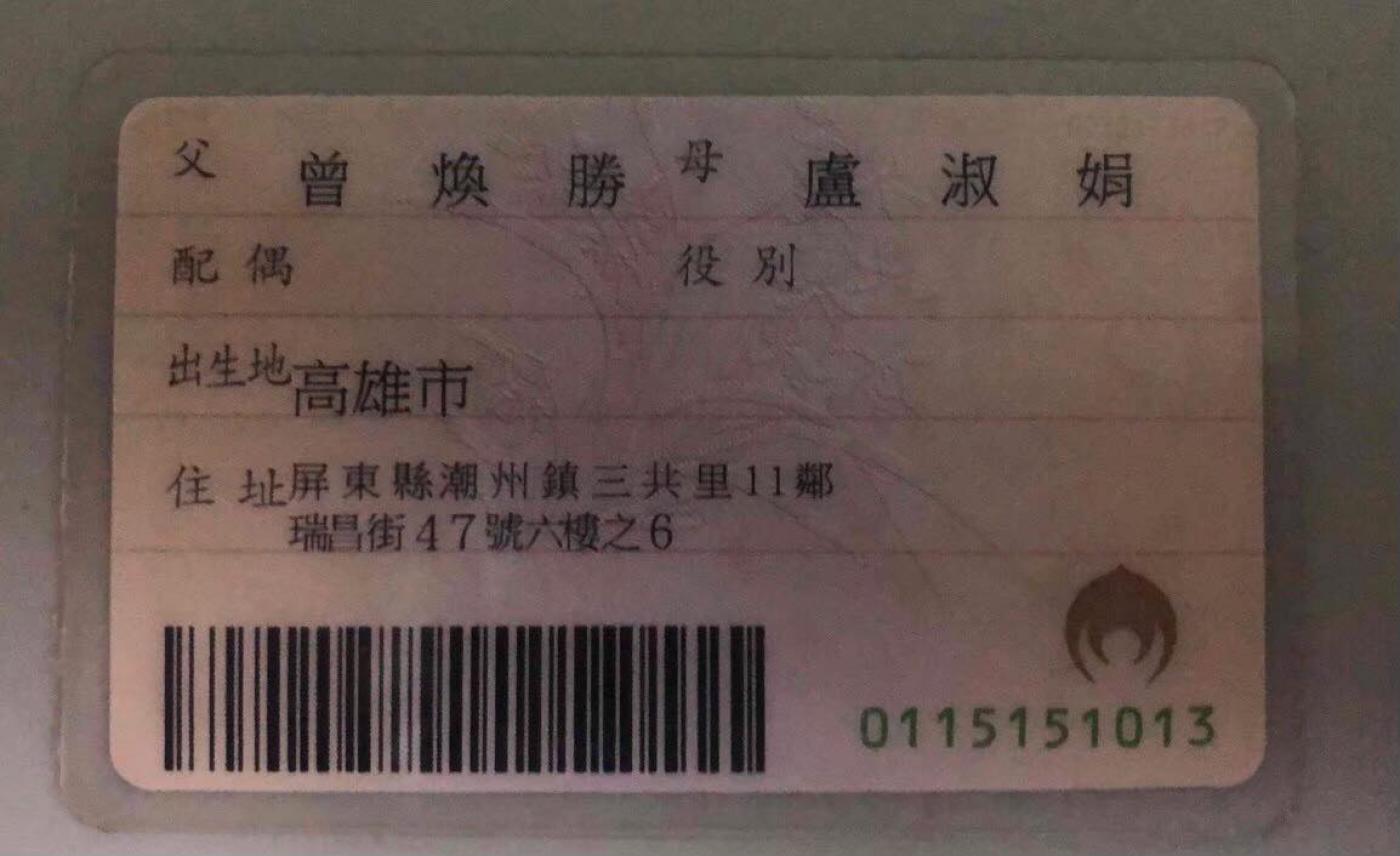 父 曾煥勝 母 盧淑娟
配偶 役別
出生地 高雄市
住址 屏東縣潮州鎮三共里11鄰
瑞昌街47號六樓之6
0115151013